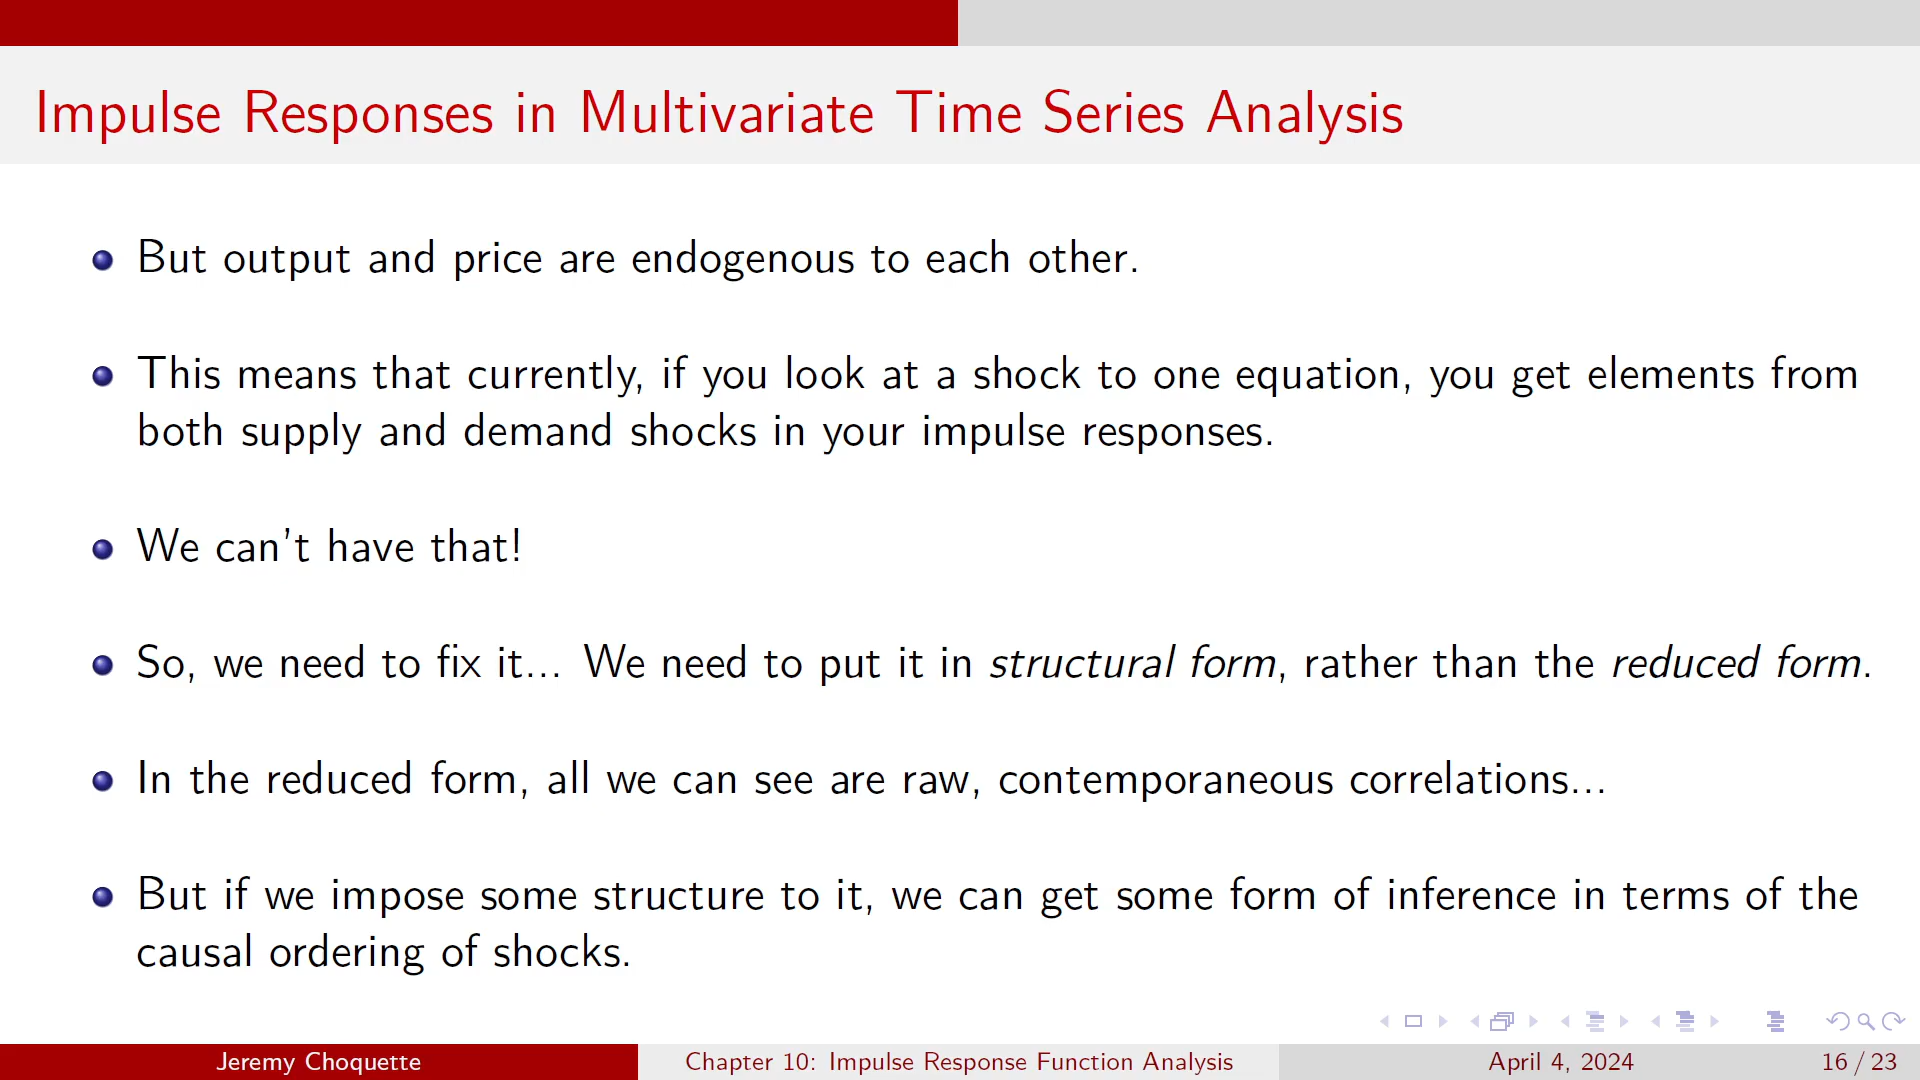 Impulse Responses in Multivariate Time Series Analysis
But output and price are endogenous to each other.
This means that currently, if you look at a shock to one equation, you get elements from
both supply and demand shocks in your impulse responses.
We can't have that!
So, we need to fix it... We need to put it in structural form, rather than the reduced form.
In the reduced form, all we can see are raw, contemporaneous correlations...
But if we impose some structure to it, we can get some form of inference in terms of the
causal ordering of shocks.
Jeremy Choquette
Chapter 10: Impulse Response Function Analysis
April 4, 2024
16 / 23